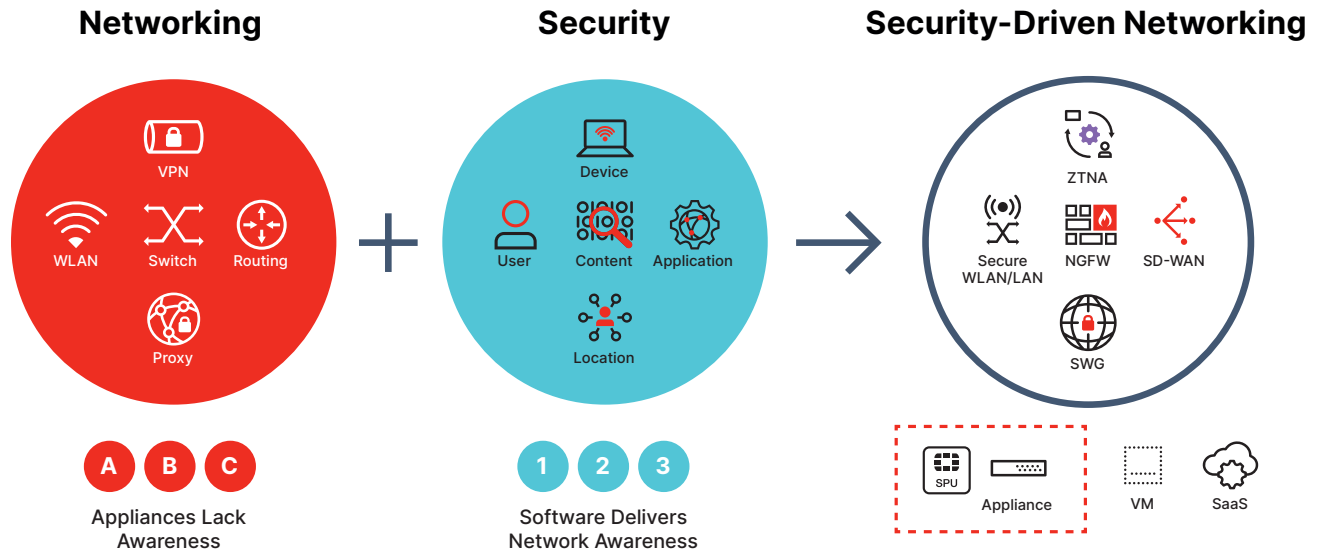 Networking
VPN
WLAN
Switch
Routing
Proxy
A
B
C
Appliances Lack
Awareness
Security
Device
User
Content
Application
Location
1
2
3
Software Delivers
Network Awareness
Security-Driven Networking
ZTNA
Secure
WLAN/LAN
NGFW
SD-WAN
SWG
SPU
Appliance
VM
SaaS